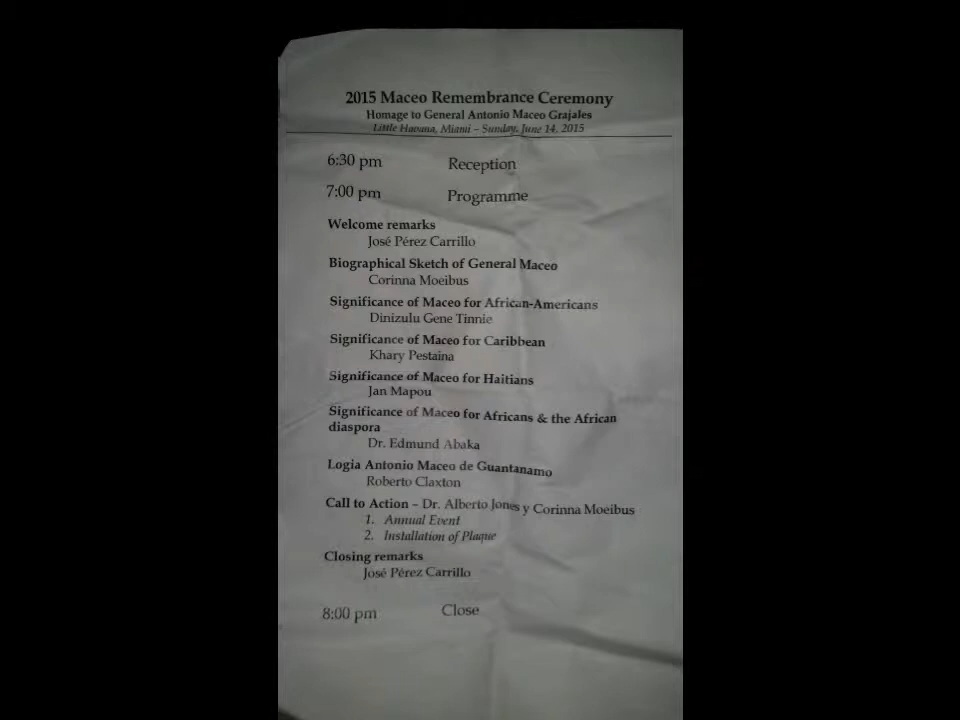 2015 Maceo Remembrance Ceremony
Homage to General Antonio Maceo Grajales
Little Havana, Miami – Sunday, June 14, 2015
6:30 pm Reception
7:00 pm Programme
Welcome remarks
José Pérez Carrillo
Biographical Sketch of General Maceo
Corinna Moeibus
Significance of Maceo for African-Americans
Dinizulu Gene Tinnie
Significance of Maceo for Caribbean
Khary Pestaina
Significance of Maceo for Haitians
Jan Mapou
Significance of Maceo for Africans & the African
diaspora
Dr. Edmund Abaka
Logia Antonio Maceo de Guantanamo
Roberto Claxton
Call to Action – Dr. Alberto Jones y Corinna Moeibus
1. Annual Event
2. Installation of Plaque
Closing remarks
José Pérez Carrillo
8:00 pm Close